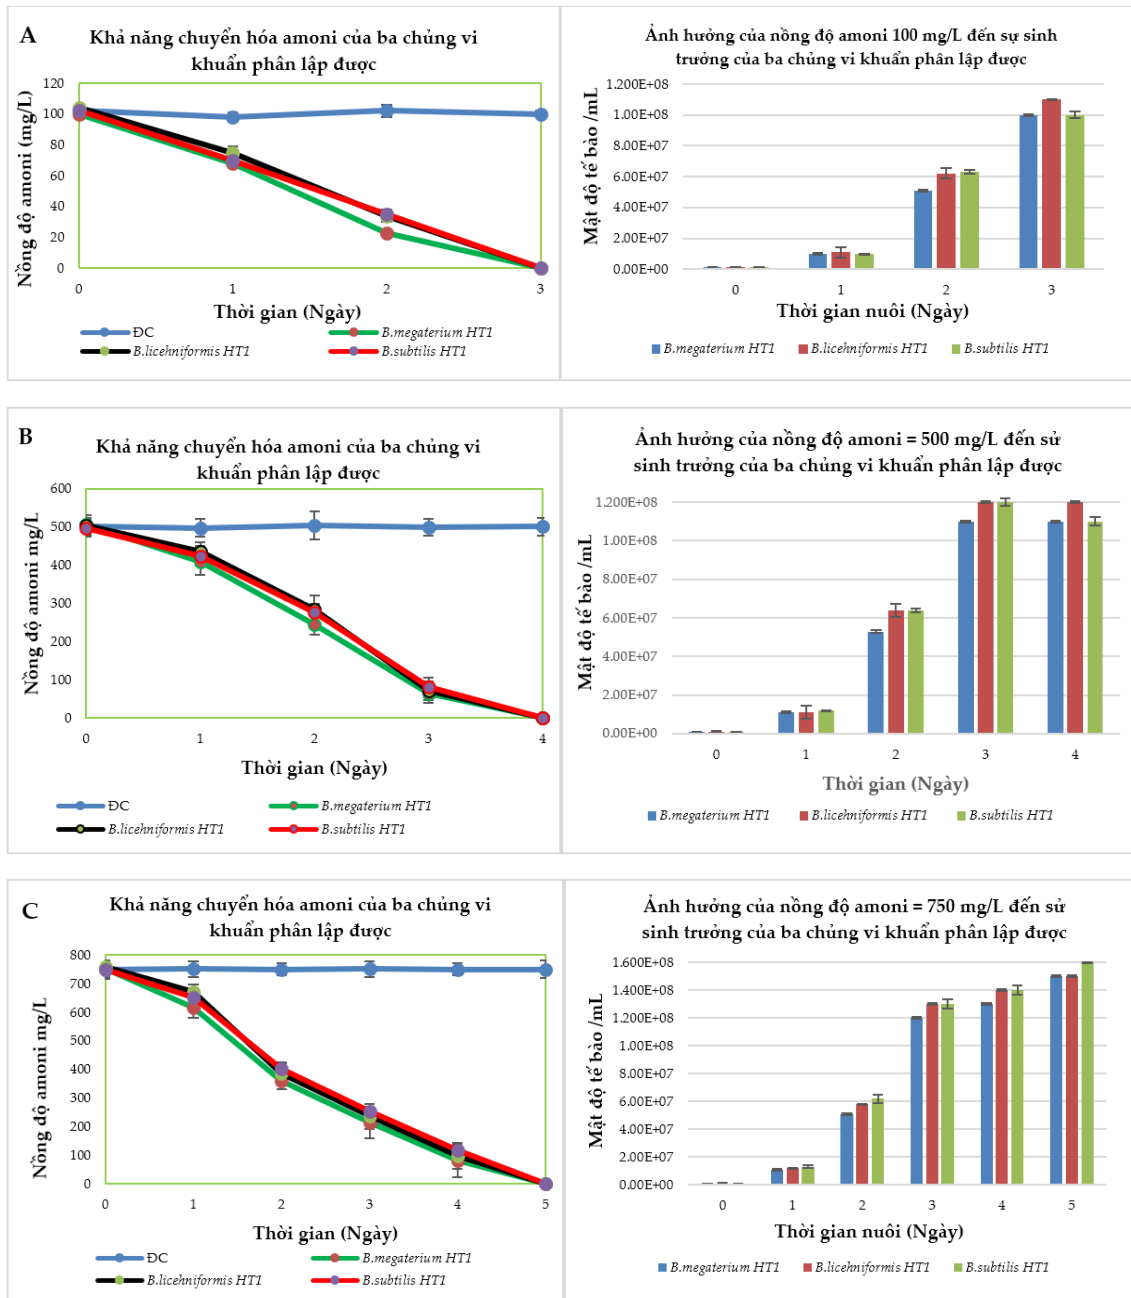 A
Khả năng chuyển hóa amoni của ba chủng vi
khuẩn phân lập được
Nồng độ amoni (mg/L)
120
100
80
60
40
20
0
0 1 2 3
Thời gian (Ngày)
ĐC
B.megaterium HT1
B.licehniformis HT1
B.subtilis HT1
Ảnh hưởng của nồng độ amoni 100 mg/L đến sự sinh
trưởng của ba chủng vi khuẩn phân lập được
Mật độ tế bào /mL
1.200E+08
1.00E+08
8.00E+07
6.00E+07
4.00E+07
2.00E+07
0.00E+00
0 1 2 3
Thời gian nuôi (Ngày)
B.megaterium HT1
B.licehniformis HT1
B.subtilis HT1
B
Khả năng chuyển hóa amoni của ba chủng vi
khuẩn phân lập được
Nồng độ amoni mg/L
600
500
400
300
200
100
0
0 1 2 3 4
Thời gian (Ngày)
ĐC
B.megaterium HT1
B.licehniformis HT1
B.subtilis HT1
Ảnh hưởng của nồng độ amoni = 500 mg/L đến sử
sinh trưởng của ba chủng vi khuẩn phân lập được
Mật độ tế bào /mL
1.200E+08
1.00E+08
8.00E+07
6.00E+07
4.00E+07
2.00E+07
0.00E+00
0 1 2 3 4
Thời gian (Ngày)
B.megaterium HT1
B.licehniformis HT1
B.subtilis HT1
C
Khả năng chuyển hóa amoni của ba chủng vi
khuẩn phân lập được
Nồng độ amoni mg/L
800
700
600
500
400
300
200
100
0
0 1 2 3 4 5
Thời gian (Ngày)
ĐC
B.megaterium HT1
B.licehniformis HT1
B.subtilis HT1
Ảnh hưởng của nồng độ amoni = 750 mg/L đến sử
sinh trưởng của ba chủng vi khuẩn phân lập được
Mật độ tế bào /mL
1.600E+08
1.400E+08
1.200E+08
1.00E+08
8.00E+07
6.00E+07
4.00E+07
2.00E+07
0.00E+00
0 1 2 3 4 5
Thời gian nuôi (Ngày)
B.megaterium HT1
B.licehniformis HT1
B.subtilis HT1